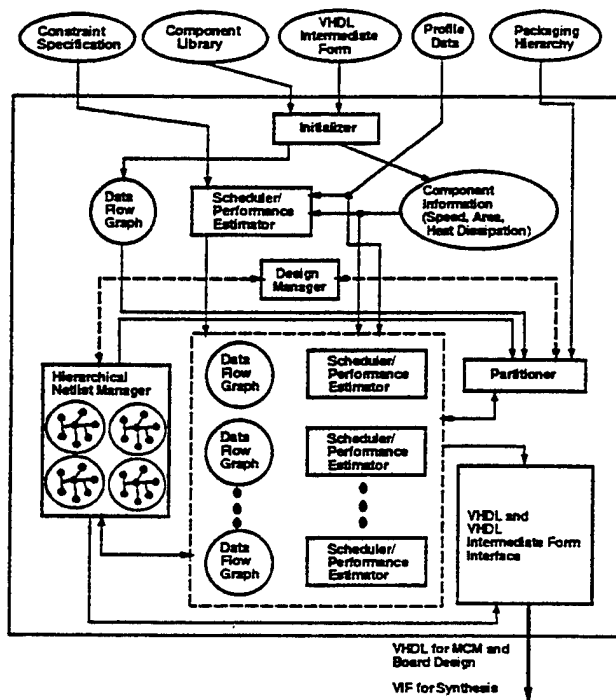 Constraint
Specification
Component
Library
VHDL
Intermediate
Form
Profile
Data
Packaging
Hierarchy
Initializer
Data
Flow
Graph
Scheduler/
Performance
Estimator
Component
Information
(Speed, Area,
Heat Dissipation)
Design
Manager
Hierarchical
Netlist Manager
Data
Flow
Graph
Scheduler/
Performance
Estimator
Partitioner
Data
Flow
Graph
Scheduler/
Performance
Estimator
VHDL and
VHDL
Intermediate Form
Interface
Data
Flow
Graph
Scheduler/
Performance
Estimator
VHDL for MCM and
Board Design
VIF for Synthesis